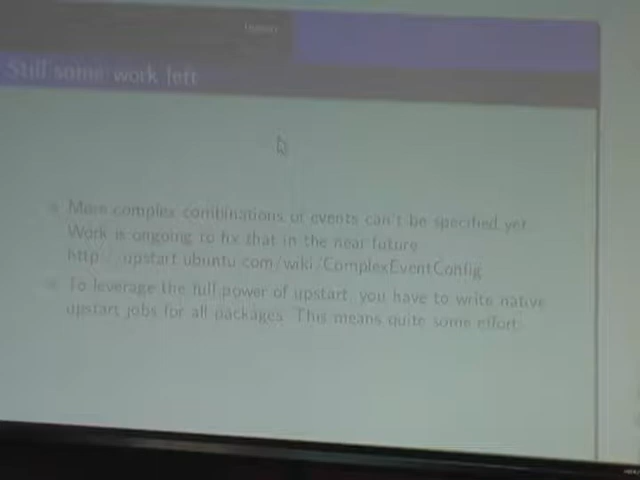 Still some work left
More complex combinations of events can't be specified yet.
Work is ongoing to fix that in the near future
http://upstart.ubuntu.com/wiki/ComplexEventConfig
To leverage the full power of upstart, you have to write native
upstart jobs for all packages. This means quite some effort.